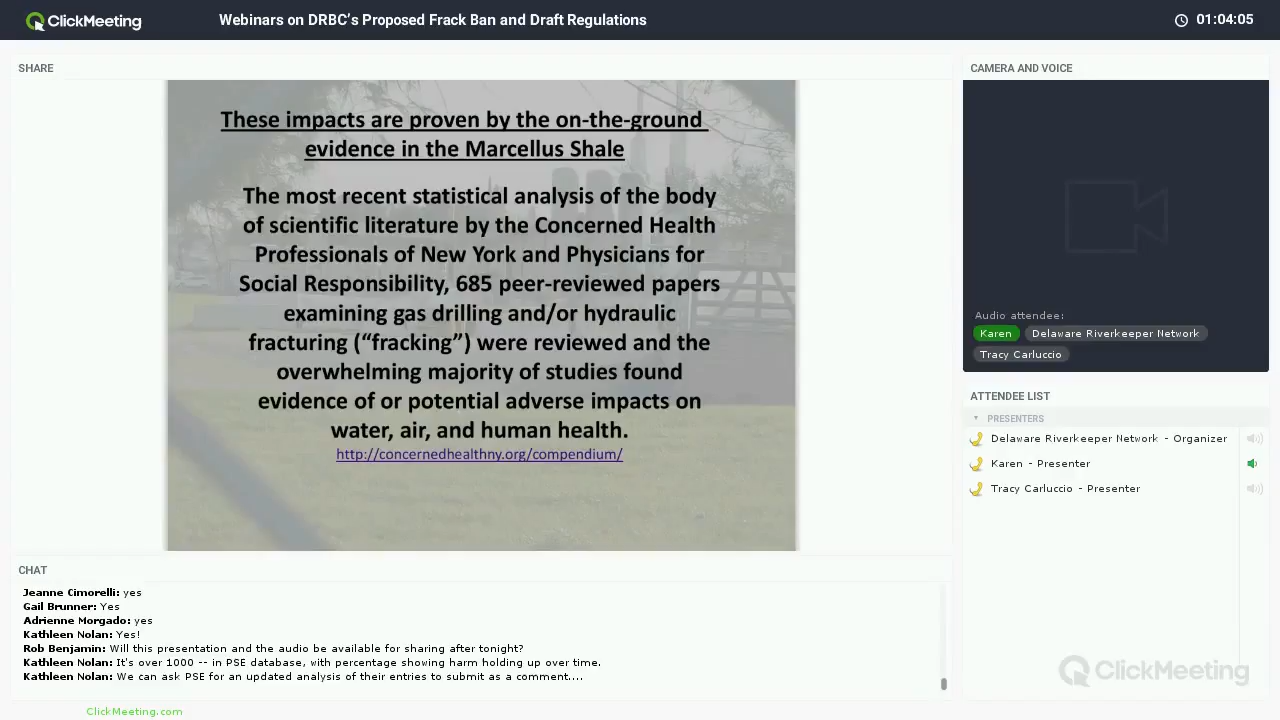 ClickMeeting
Webinars on DRBC's Proposed Frack Ban and Draft Regulations
01:04:05
SHARE
These impacts are proven by the on-the-ground
evidence in the Marcellus Shale
The most recent statistical analysis of the body
of scientific literature by the Concerned Health
Professionals of New York and Physicians for
Social Responsibility, 685 peer-reviewed papers
examining gas drilling and/or hydraulic
fracturing (“fracking”) were reviewed and the
overwhelming majority of studies found
evidence of or potential adverse impacts on
water, air, and human health.
http://concernedhealthny.org/compendium/
CAMERA AND VOICE
Audio attendee:
Karen Delaware Riverkeeper Network
Tracy Carluccio
ATTENDEE LIST
PRESENTERS
Delaware Riverkeeper Network - Organizer
Karen - Presenter
Tracy Carluccio - Presenter
CHAT
Jeanne Cimorelli: yes
Gail Brunner: Yes
Adrienne Morgado: yes
Kathleen Nolan: Yes!
Rob Benjamin: Will this presentation and the audio be available for sharing after tonight?
Kathleen Nolan: It's over 1000 -- in PSE database, with percentage showing harm holding up over time.
Kathleen Nolan: We can ask PSE for an updated analysis of their entries to submit as a comment....
ClickMeeting
ClickMeeting.com